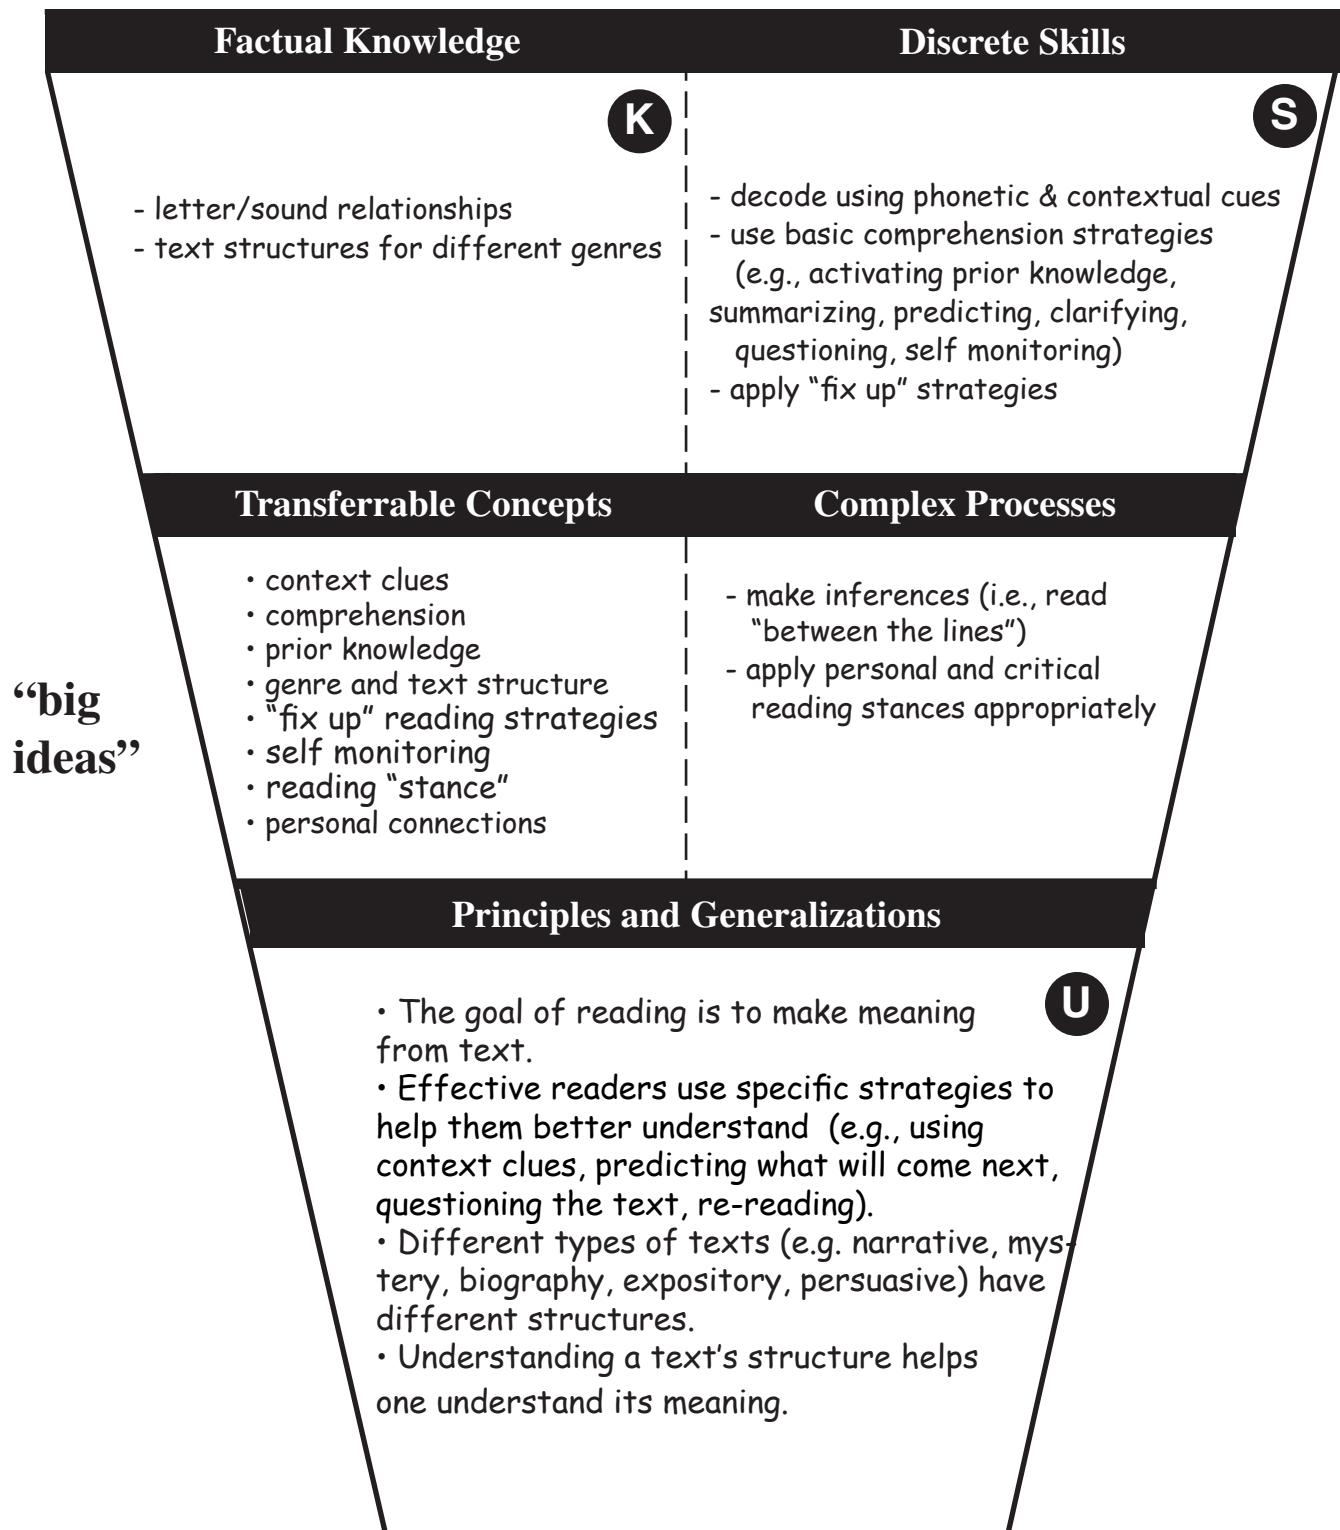 Factual Knowledge
Discrete Skills
K
- letter/sound relationships
- text structures for different genres
S
- decode using phonetic & contextual cues
- use basic comprehension strategies
(e.g., activating prior knowledge,
summarizing, predicting, clarifying,
questioning, self monitoring)
- apply “fix up” strategies
“big
ideas”
Transferrable Concepts
Complex Processes
• context clues
• comprehension
• prior knowledge
• genre and text structure
• “fix up” reading strategies
• self monitoring
• reading “stance”
• personal connections
- make inferences (i.e., read
“between the lines”)
- apply personal and critical
reading stances appropriately
Principles and Generalizations
U
• The goal of reading is to make meaning
from text.
• Effective readers use specific strategies to
help them better understand (e.g., using
context clues, predicting what will come next,
questioning the text, re-reading).
• Different types of texts (e.g. narrative, mys-
tery, biography, expository, persuasive) have
different structures.
• Understanding a text’s structure helps
one understand its meaning.